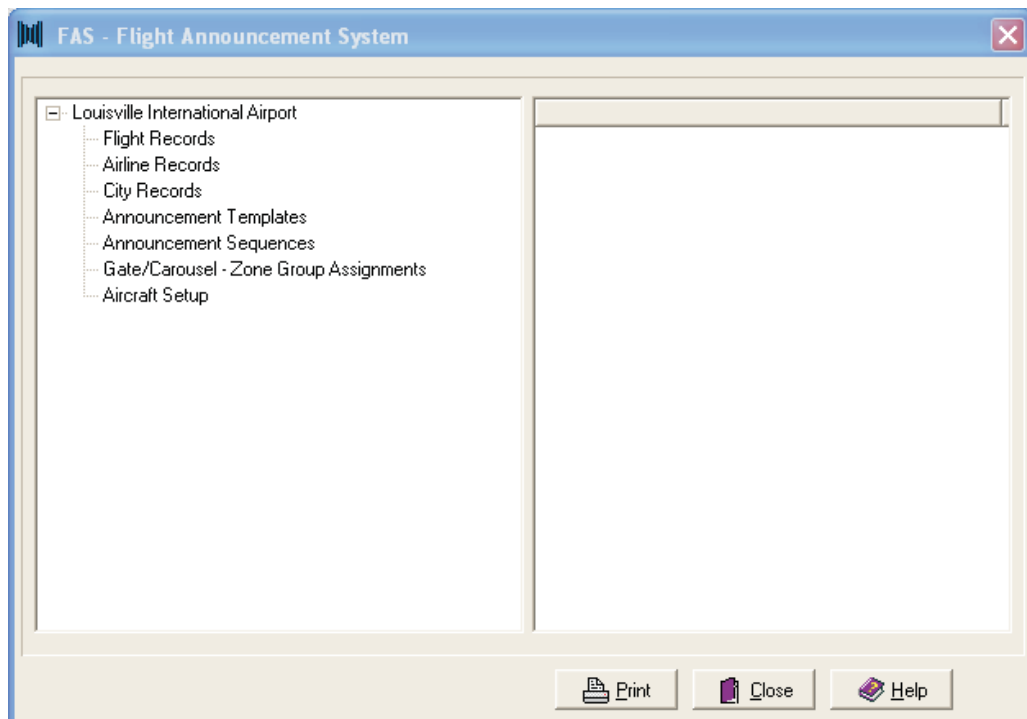 FAS - Flight Announcement System
Louisville International Airport
Flight Records
Airline Records
City Records
Announcement Templates
Announcement Sequences
Gate/Carousel - Zone Group Assignments
Aircraft Setup
Print Close Help